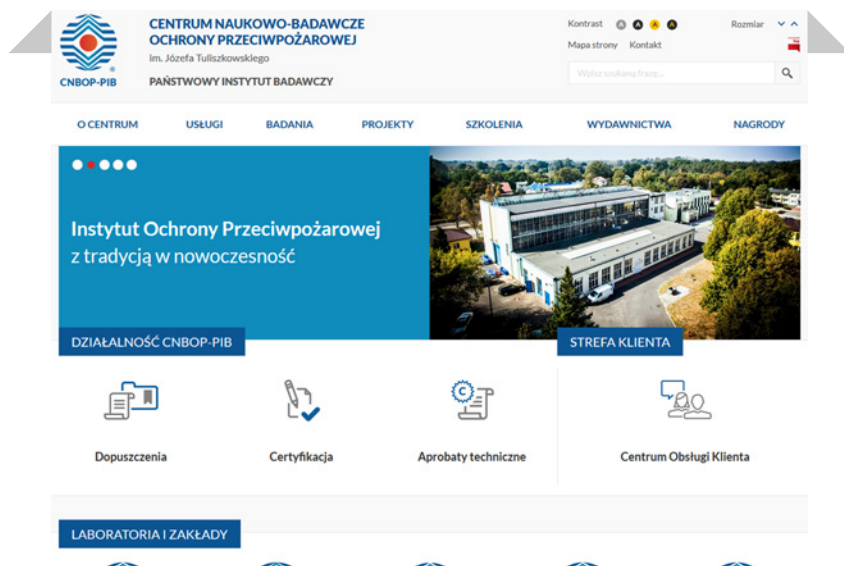 CENTRUM NAUKOWO-BADAWCZE
OCHRONY PRZECIWPOŻAROWEJ
im. Józefa Tuliszkowskiego
PAŃSTWOWY INSTYTUT BADAWCZY
CNBOP-PIB
Kontrast A A A A
Rozmiar
Mapa strony Kontakt
Wpisz szukaną frazę...
O CENTRUM USŁUGI BADANIA PROJEKTY SZKOLENIA WYDAWNICTWA NAGRODY
Instytut Ochrony Przeciwpożarowej
z tradycją w nowoczesność
DZIAŁALNOŚĆ CNBOP-PIB
STREFA KLIENTA
C
Dopuszczenia Certyfikacja Aprobaty techniczne Centrum Obsługi Klienta
LABORATORIA I ZAKŁADY